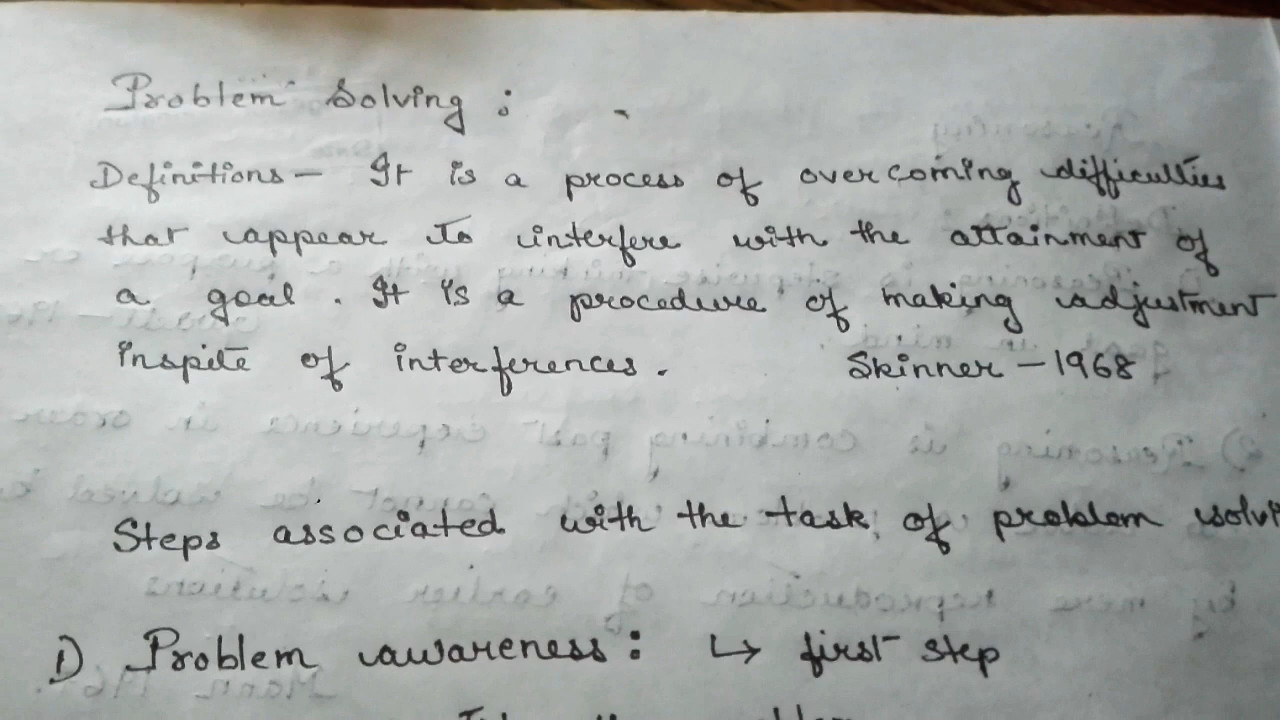 Problem Solving :
Definitions — It is a process of overcoming difficulties
that appear to interfere with the attainment of
a goal . It is a procedure of making adjustment
inspite of interferences .   Skinner – 1968
Steps associated with the task of problem solvi
1) Problem awareness : ↳ first step